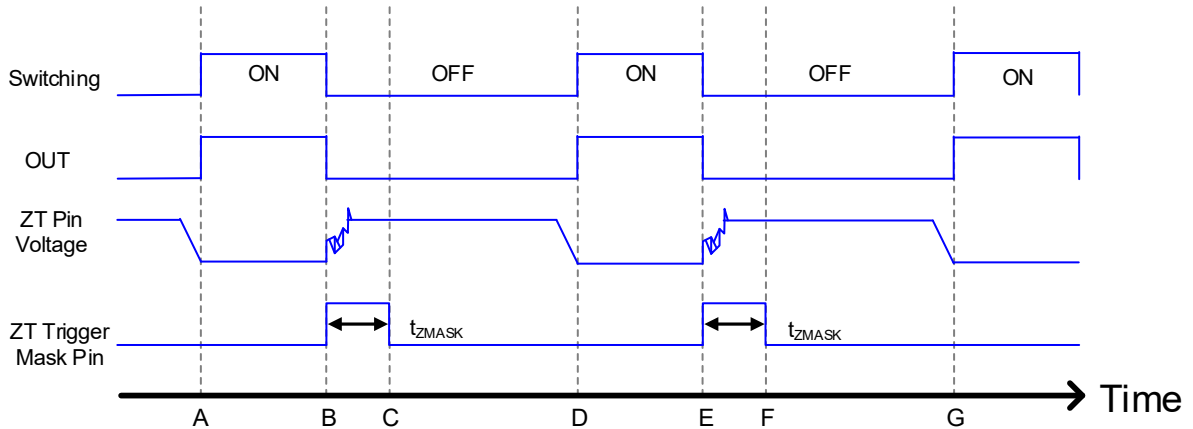 Switching
ON
OFF
ON
OFF
ON
OUT
ZT Pin
Voltage
ZT Trigger
Mask Pin
tZMASK
tZMASK
Time
A
B
C
D
E
F
G